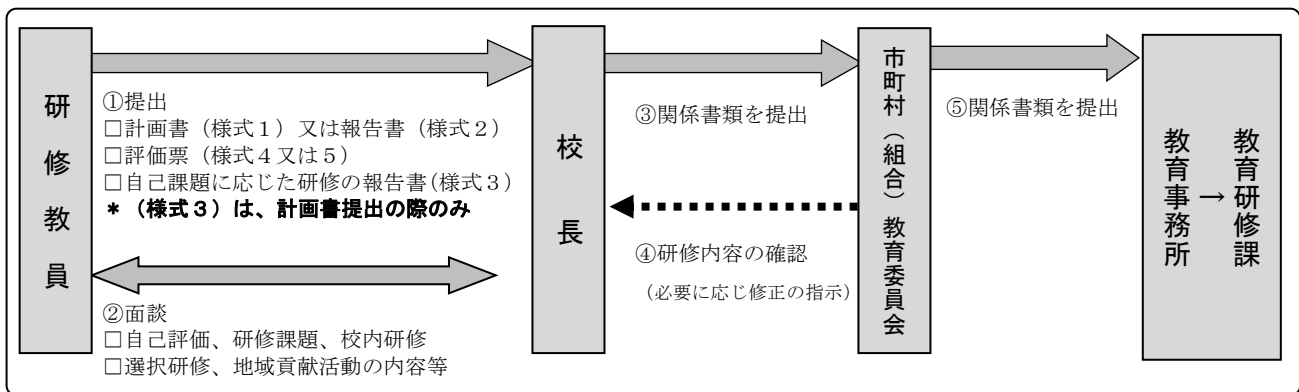 研修教員
①提出
□計画書（様式１）又は報告書（様式２）
□評価票（様式４又は５）
□自己課題に応じた研修の報告書(様式３)
＊（様式３）は、計画書提出の際のみ
②面談
□自己評価、研修課題、校内研修
□選択研修、地域貢献活動の内容等
校長
③関係書類を提出
④研修内容の確認
（必要に応じ修正の指示）
市町村（組合）教育委員会
⑤関係書類を提出
教育事務所
→
教育研修課